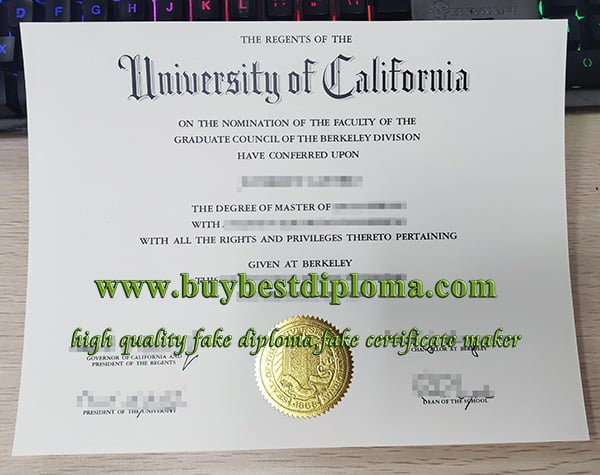 THE REGENTS OF THE
University of California
ON THE NOMINATION OF THE FACULTY OF THE
GRADUATE COUNCIL OF THE BERKELEY DIVISION
HAVE CONFERRED UPON
THE DEGREE OF MASTER OF
WITH
WITH ALL THE RIGHTS AND PRIVILEGES THERETO PERTAINING
GIVEN AT BERKELEY
THIS
www.buybestdiploma.com
high quality fake diploma,fake certificate maker
GOVERNOR OF CALIFORNIA AND
PRESIDENT OF THE REGENTS
CHANCELLOR AT BERKELEY
PRESIDENT OF THE UNIVERSITY
DEAN OF THE SCHOOL